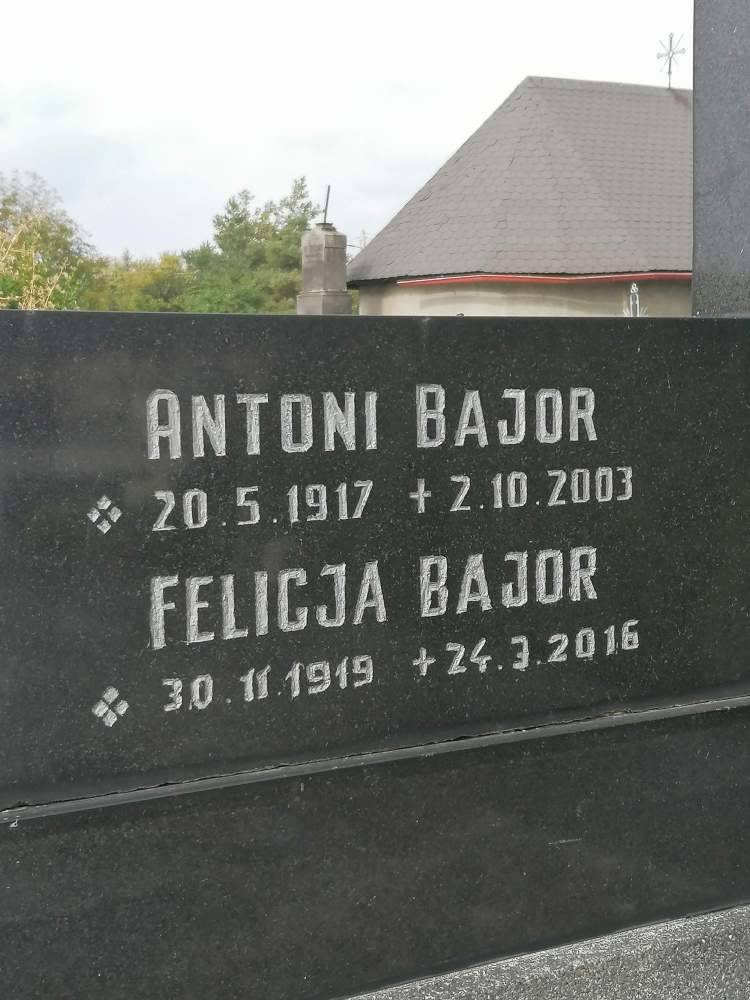 ANTONI BAJOR
❖ 20.5.1917 + 2.10.2003
FELICJA BAJOR
❖ 30.11.1919 + 24.3.2016